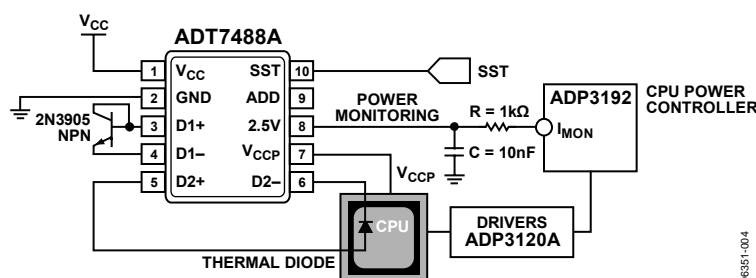 ADT7488A
VCC
1 VCC
2 GND
3 D1+
4 D1–
5 D2+
SST 10
ADD 9
2.5V 8
VCCP 7
D2– 6
2N3905
NPN
SST
POWER
MONITORING
R = 1kΩ
C = 10nF
VCCP
ADP3192
IMON
CPU POWER
CONTROLLER
CPU
THERMAL DIODE
DRIVERS
ADP3120A
6351-004